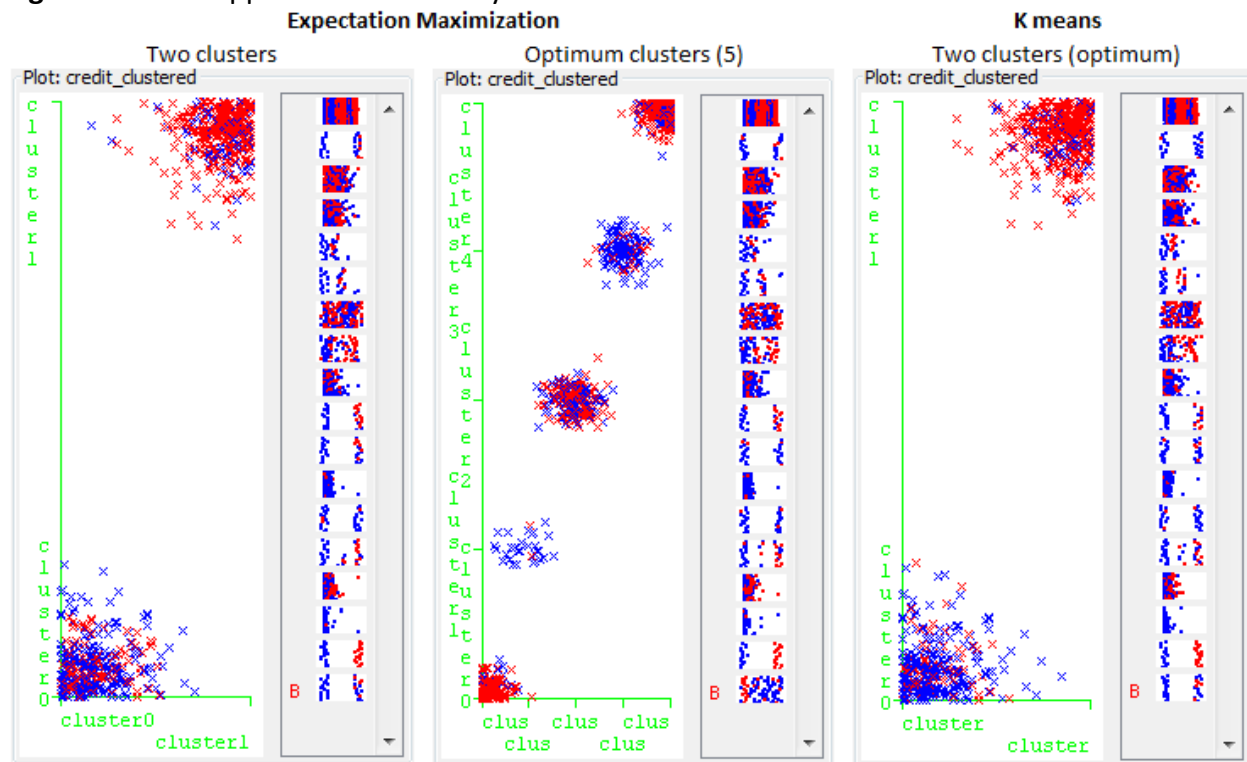 Expectation Maximization
K means
Two clusters
Optimum clusters (5)
Two clusters (optimum)
Plot: credit_clustered
cluster1
cluster0
cluster0
cluster1
B
Plot: credit_clustered
cluster4
cluster3
cluster2
cluster1
cluster0
clus clus clus
clus clus
B
Plot: credit_clustered
cluster1
cluster0
cluster
cluster
B